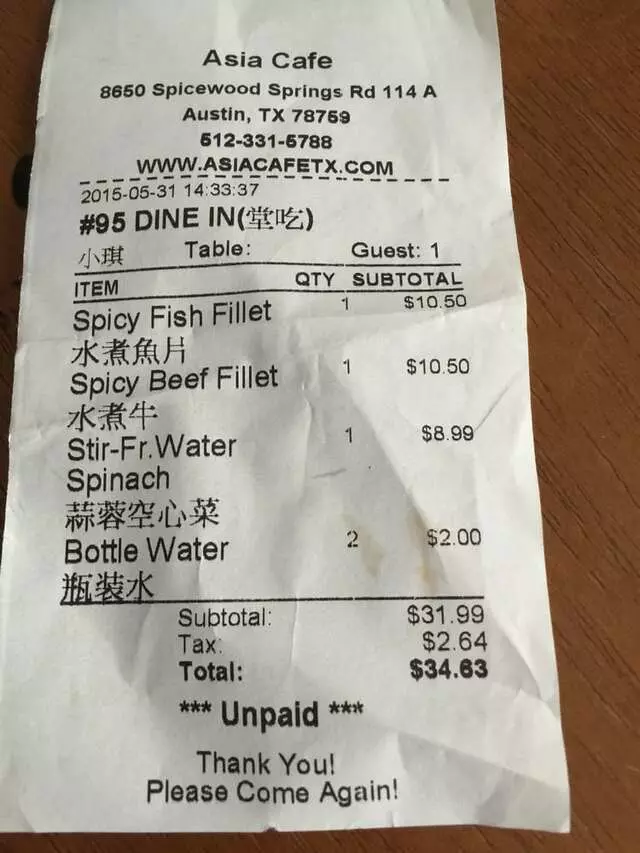 Asia Cafe
8650 Spicewood Springs Rd 114 A
Austin, TX 78759
512-331-5788
WWW.ASIACAFETX.COM
2015-05-31 14:33:37
#95 DINE IN(堂吃)
小琪 Table: Guest: 1
ITEM QTY SUBTOTAL
Spicy Fish Fillet 1 $10.50
水煮魚片
Spicy Beef Fillet 1 $10.50
水煮牛
Stir-Fr.Water 1 $8.99
Spinach
蒜蓉空心菜
Bottle Water 2 $2.00
瓶装水
Subtotal: $31.99
Tax: $2.64
Total: $34.63
*** Unpaid ***
Thank You!
Please Come Again!